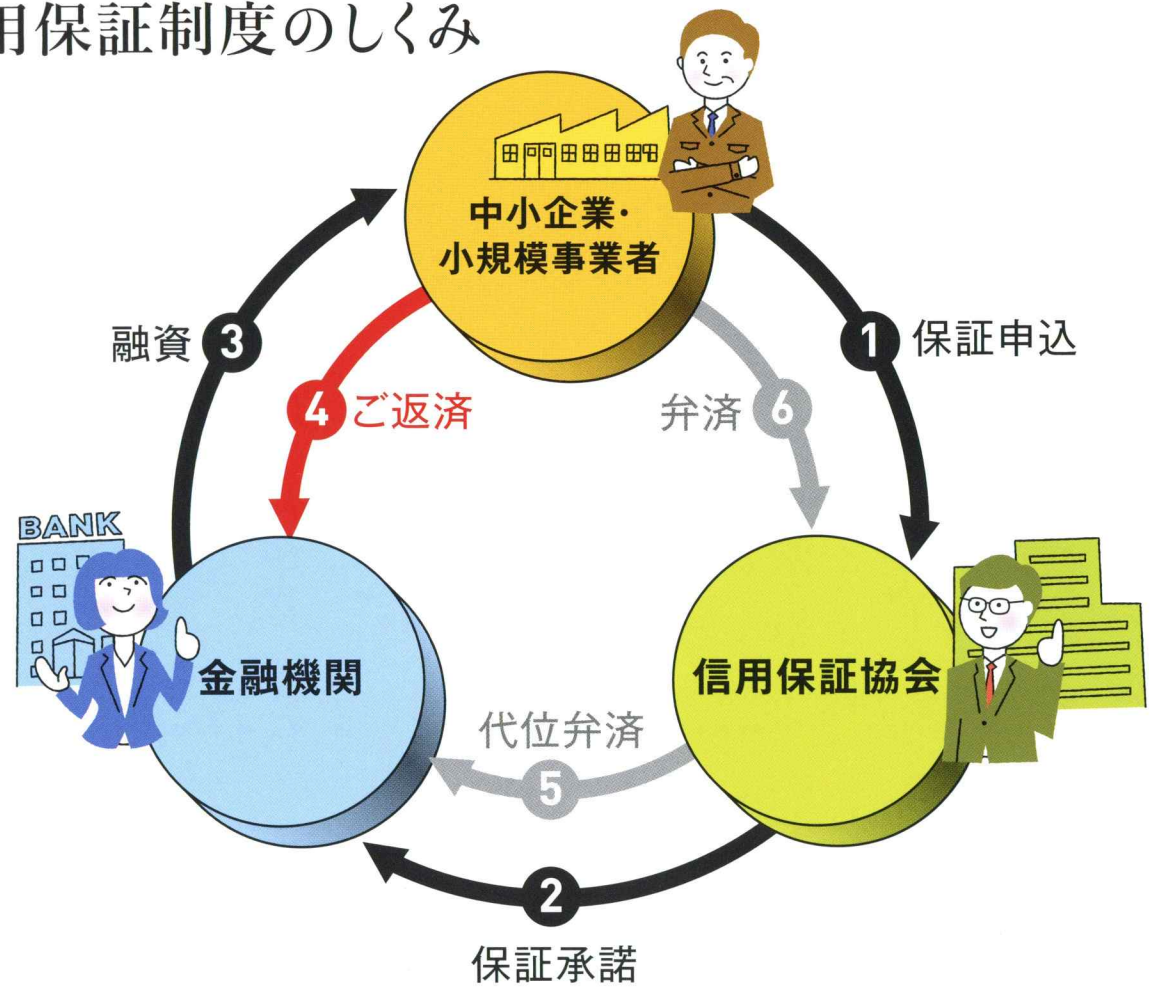 用保証制度のしくみ
中小企業・
小規模事業者
融資 3
1 保証申込
4 ご返済
弁済 6
BANK
金融機関
信用保証協会
代位弁済
5
2
保証承諾